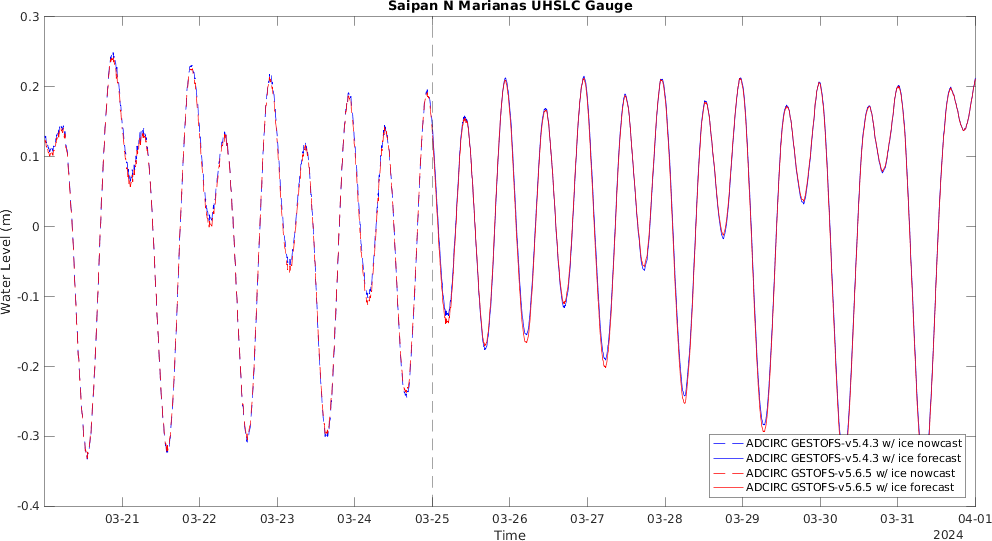 Saipan N Marianas UHSLC Gauge
0.3
0.2
0.1
0
-0.1
-0.2
-0.3
-0.4
Water Level (m)
ADCIRC GESTOFS-v5.4.3 w/ ice nowcast
ADCIRC GESTOFS-v5.4.3 w/ ice forecast
ADCIRC GSTOFS-v5.6.5 w/ ice nowcast
ADCIRC GSTOFS-v5.6.5 w/ ice forecast
03-21 03-22 03-23 03-24 03-25 03-26 03-27 03-28 03-29 03-30 03-31 04-01
Time
2024